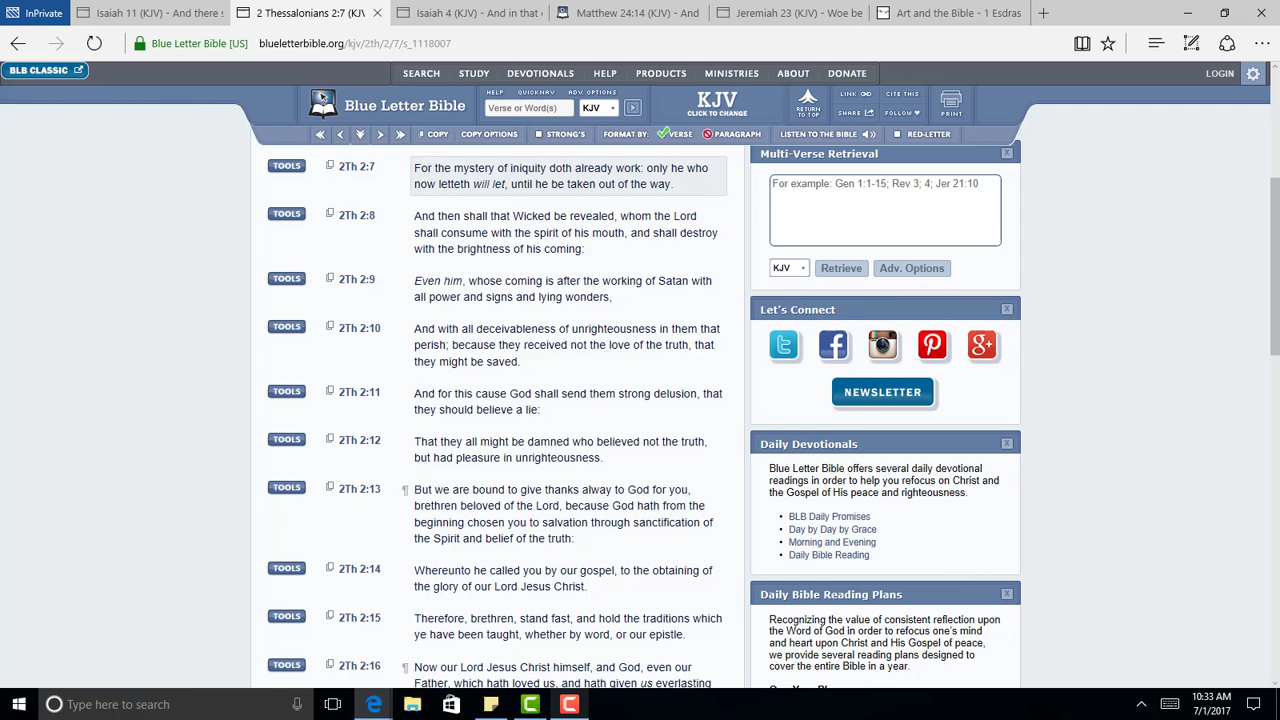 InPrivate
Isaiah 11 (KJV) - And there s
2 Thessalonians 2:7 (KJV
Isaiah 4 (KJV) - And in that d
Matthew 24:14 (KJV) - And
Jeremiah 23 (KJV) - Woe be
Art and the Bible - 1 Esdras
Blue Letter Bible [US]
blueletterbible.org/kjv/2th/2/7/s_1118007
BLB CLASSIC
SEARCH STUDY DEVOTIONALS HELP PRODUCTS MINISTRIES ABOUT DONATE
LOGIN
Blue Letter Bible
HELP QUICKNAV ADV. OPTIONS
Verse or Word(s)
KJV
KJV
CLICK TO CHANGE
RETURN
TO TOP
LINK
CITE THIS
SHARE
FOLLOW
PRINT
COPY COPY OPTIONS STRONG'S FORMAT BY: VERSE PARAGRAPH LISTEN TO THE BIBLE RED-LETTER
TOOLS 2Th 2:7 For the mystery of iniquity doth already work: only he who
now letteth will let, until he be taken out of the way.
TOOLS 2Th 2:8 And then shall that Wicked be revealed, whom the Lord
shall consume with the spirit of his mouth, and shall destroy
with the brightness of his coming:
TOOLS 2Th 2:9 Even him, whose coming is after the working of Satan with
all power and signs and lying wonders,
TOOLS 2Th 2:10 And with all deceivableness of unrighteousness in them that
perish; because they received not the love of the truth, that
they might be saved.
TOOLS 2Th 2:11 And for this cause God shall send them strong delusion, that
they should believe a lie:
TOOLS 2Th 2:12 That they all might be damned who believed not the truth,
but had pleasure in unrighteousness.
TOOLS 2Th 2:13 ¶ But we are bound to give thanks alway to God for you,
brethren beloved of the Lord, because God hath from the
beginning chosen you to salvation through sanctification of
the Spirit and belief of the truth:
TOOLS 2Th 2:14 Whereunto he called you by our gospel, to the obtaining of
the glory of our Lord Jesus Christ.
TOOLS 2Th 2:15 Therefore, brethren, stand fast, and hold the traditions which
ye have been taught, whether by word, or our epistle.
TOOLS 2Th 2:16 ¶ Now our Lord Jesus Christ himself, and God, even our
Father, which hath loved us, and hath given us everlasting
Multi-Verse Retrieval
For example: Gen 1:1-15; Rev 3; 4; Jer 21:10
KJV
Retrieve
Adv. Options
Let's Connect
NEWSLETTER
Daily Devotionals
Blue Letter Bible offers several daily devotional
readings in order to help you refocus on Christ and
the Gospel of His peace and righteousness.
BLB Daily Promises
Day by Day by Grace
Morning and Evening
Daily Bible Reading
Daily Bible Reading Plans
Recognizing the value of consistent reflection upon
the Word of God in order to refocus one's mind
and heart upon Christ and His Gospel of peace,
we provide several reading plans designed to
cover the entire Bible in a year.
Type here to search
10:33 AM
7/1/2017